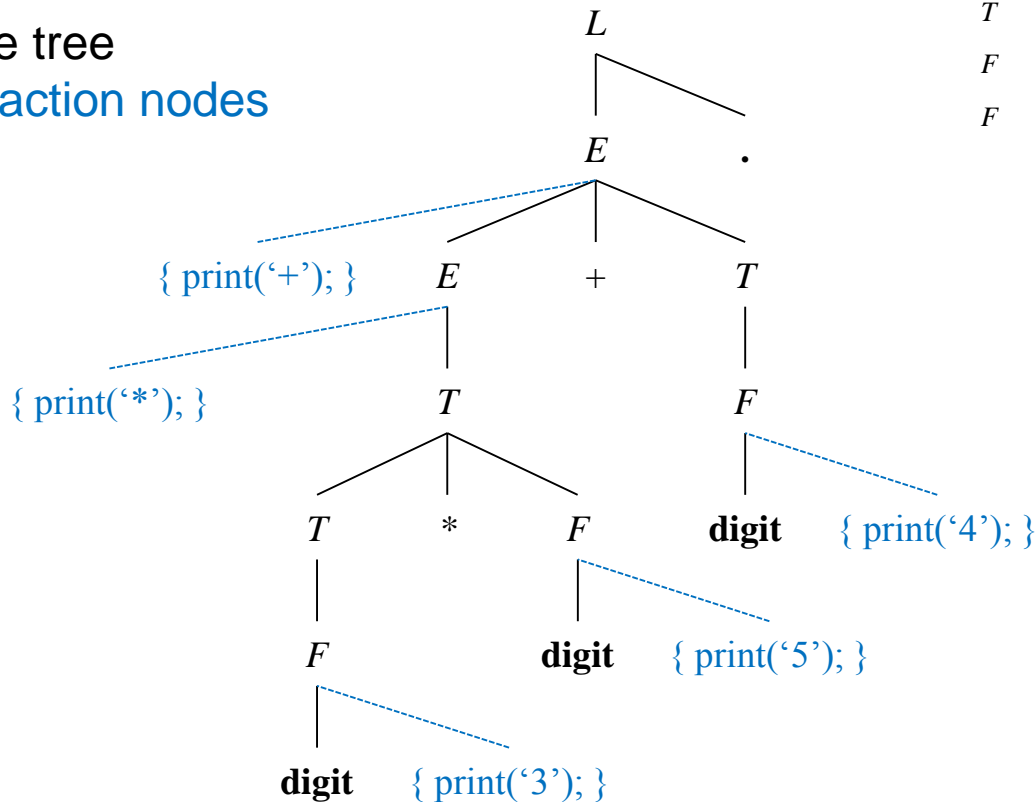 e tree
action nodes
T
F
F
L
E .
{ print(‘+’); } E + T
{ print(‘*’); } T F
T * F digit { print(‘4’); }
F digit { print(‘5’); }
digit { print(‘3’); }